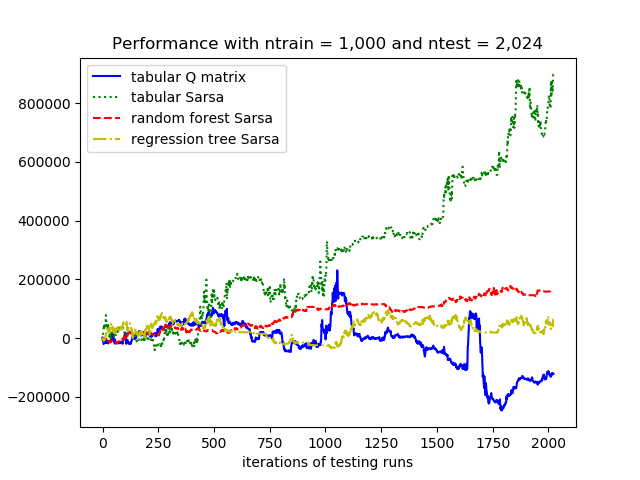 Performance with ntrain = 1,000 and ntest = 2,024
tabular Q matrix
tabular Sarsa
random forest Sarsa
regression tree Sarsa
800000
600000
400000
200000
0
−200000
0 250 500 750 1000 1250 1500 1750 2000
iterations of testing runs